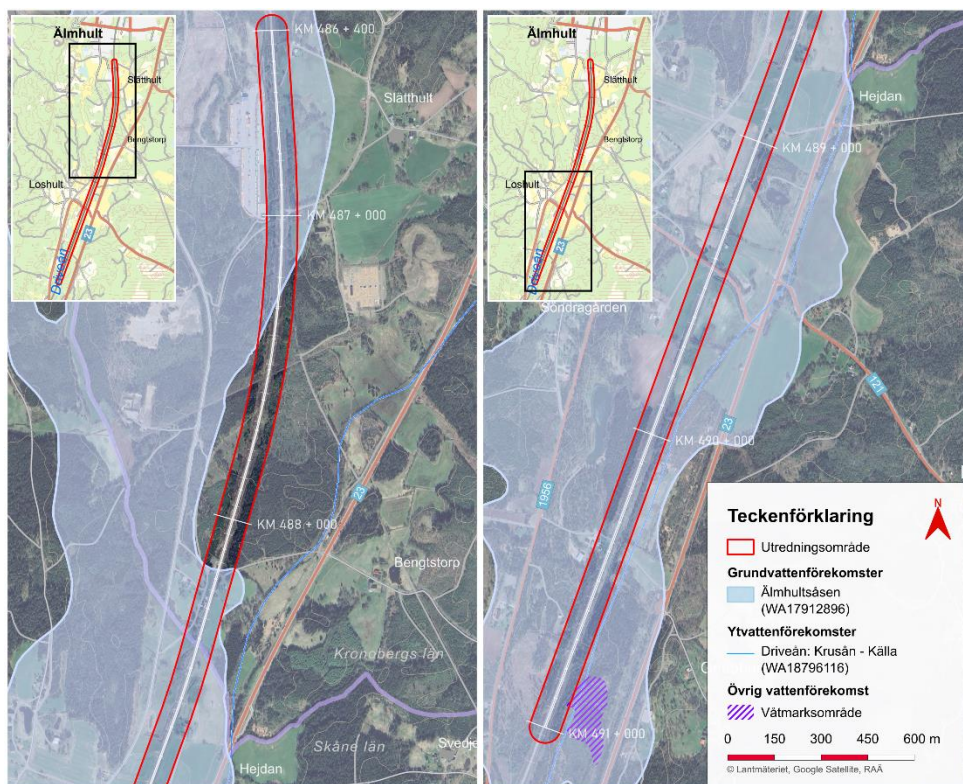 Älmhult
Slätthult
Bengtstorp
Loshult
23
Driveån
KM 486 + 400
Slätthult
KM 487 + 000
KM 488 + 000
23
Bengtstorp
Kronobergs län
Skåne län
Hejdan
Älmhult
Slätthult
Bengtstorp
Loshult
23
Driveån
Hejdan
KM 489 + 000
Söndragården
121
23
KM 490 + 000
1956
KM 491 + 000
Teckenförklaring
N
Utredningsområde
Grundvattenförekomster
Älmhultsåsen
(WA17912896)
Ytvattenförekomster
Driveån: Krusån - Källa
(WA18796116)
Övrig vattenförekomst
Våtmarksområde
0 150 300 450 600 m
© Lantmäteriet, Google Satellite, RAÄ